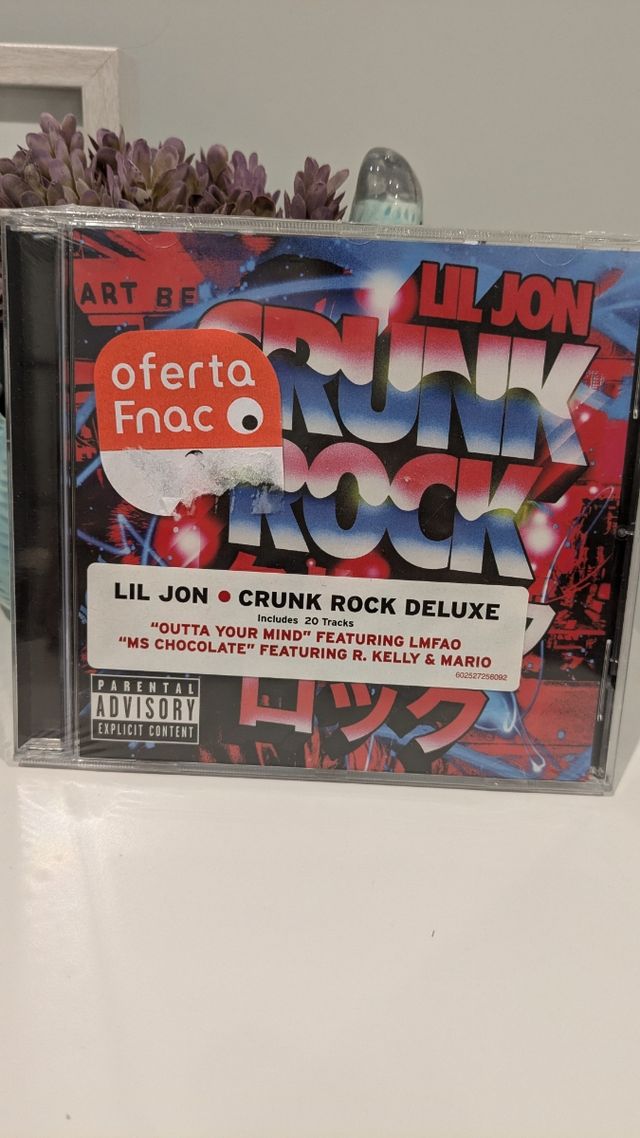 ART BE
LIL JON
CRUNK
ROCK
oferta
Fnac
LIL JON • CRUNK ROCK DELUXE
Includes 20 Tracks
"OUTTA YOUR MIND" FEATURING LMFAO
"MS CHOCOLATE" FEATURING R. KELLY & MARIO
602527258092
PARENTAL
ADVISORY
EXPLICIT CONTENT
ロック